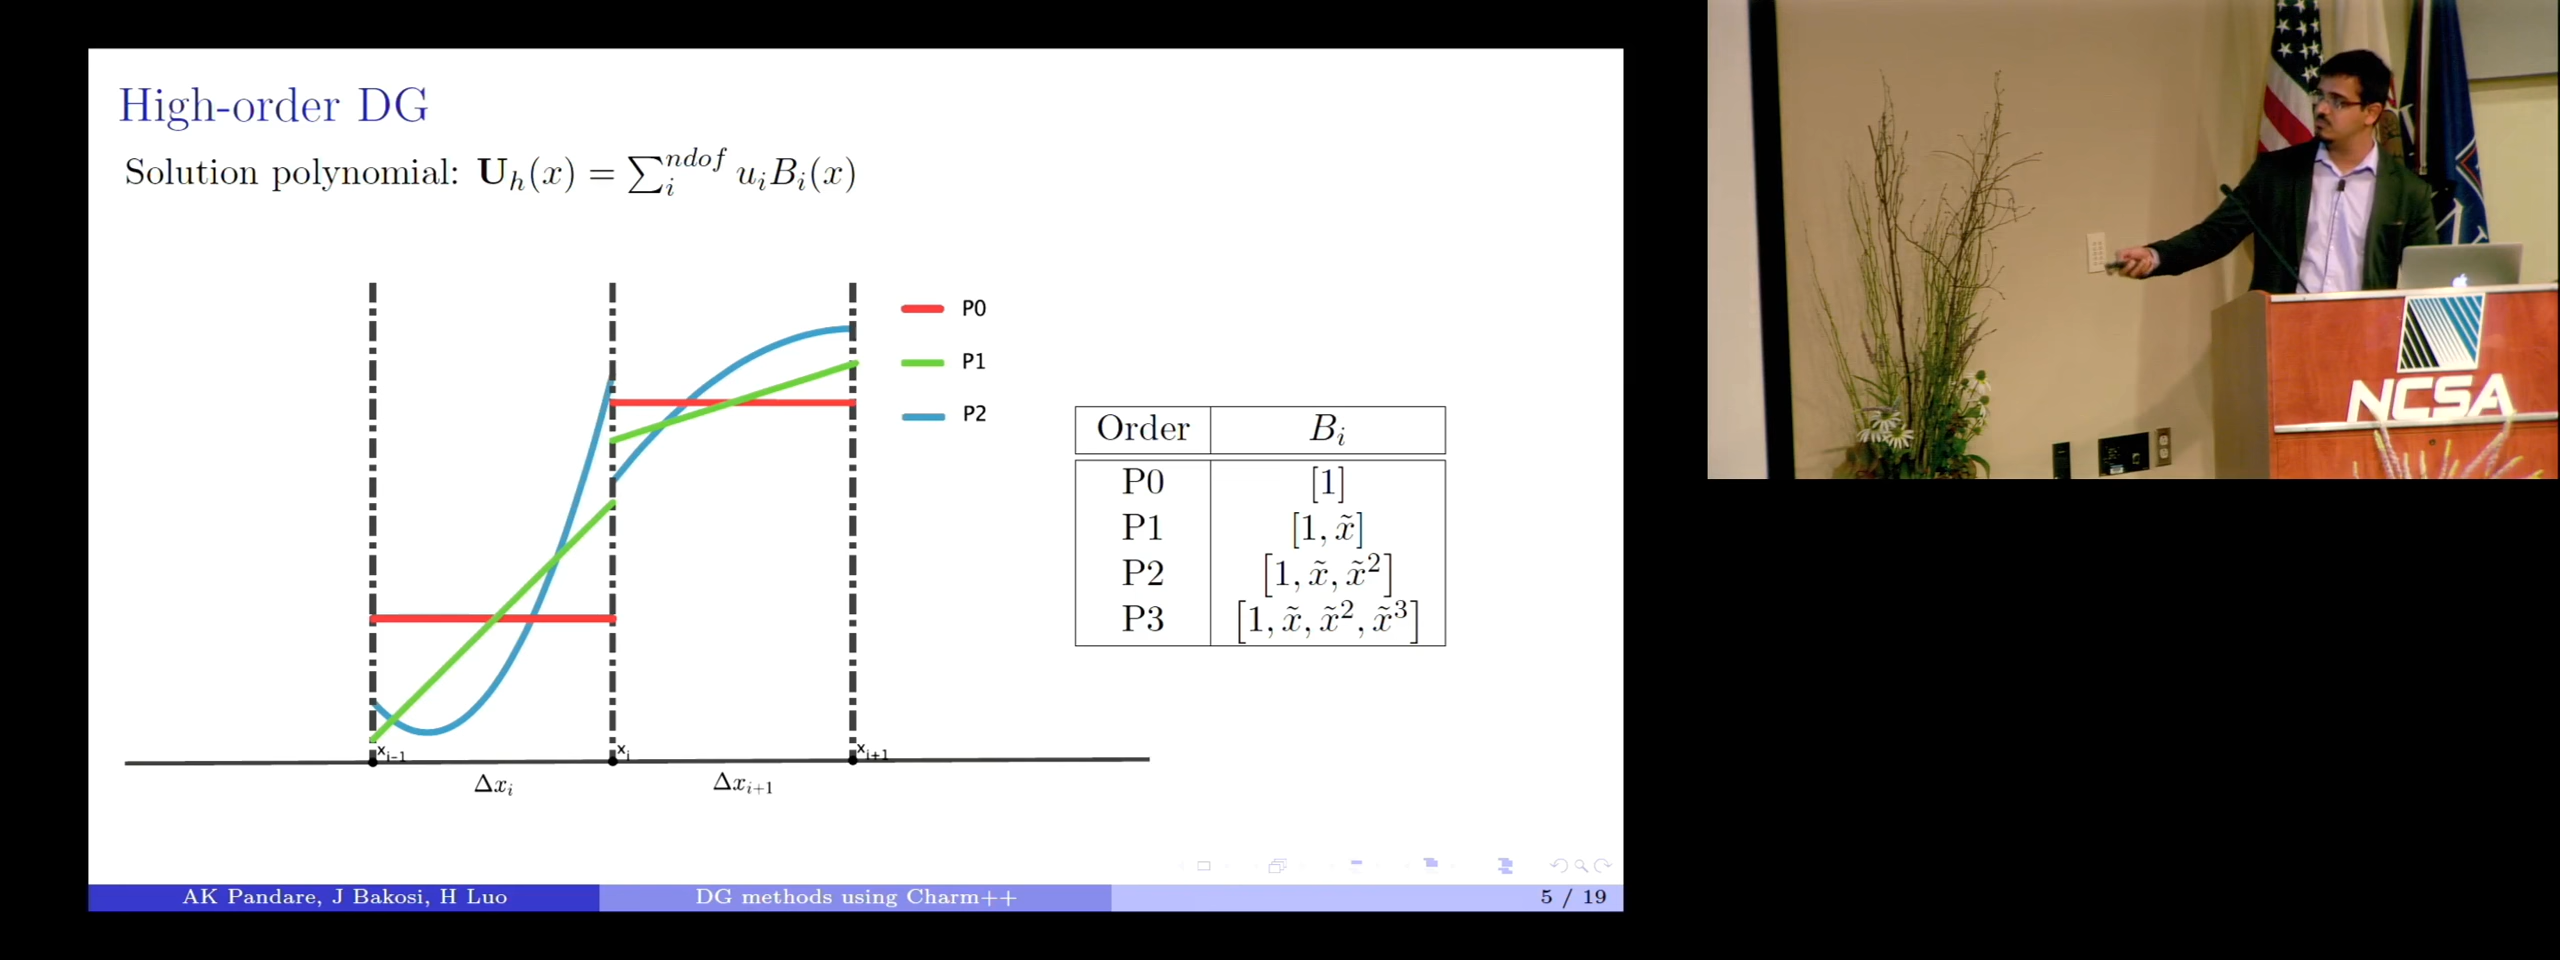 High-order DG
Solution polynomial: U_h(x) = ∑_i^{ndof} u_i B_i(x)
P0
P1
P2
Order B_i
P0 [1]
P1 [1, x̃]
P2 [1, x̃, x̃²]
P3 [1, x̃, x̃², x̃³]
x_{i-1} x_i x_{i+1}
Δx_i Δx_{i+1}
AK Pandare, J Bakosi, H Luo DG methods using Charm++ 5 / 19
NCSA